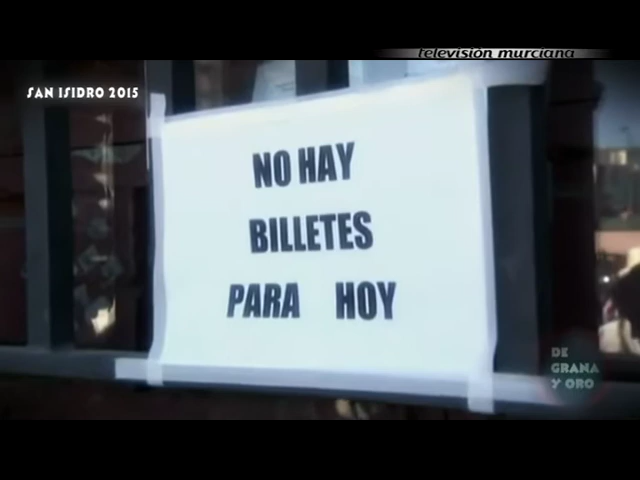 televisión murciana
SAN ISIDRO 2015
NO HAY
BILLETES
PARA HOY
DE
GRANA
Y ORO